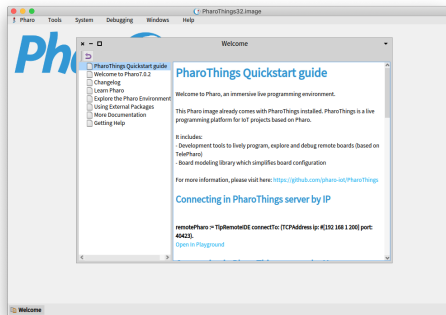 PharoThings32.image
Pharo Tools System Debugging Windows Help
Welcome
PharoThings Quickstart guide
Welcome to Pharo7.0.2
Changelog
Learn Pharo
Explore the Pharo Environment
Using External Packages
More Documentation
Getting Help
PharoThings Quickstart guide
Welcome to Pharo, an immersive live programming environment.
This Pharo image already comes with PharoThings installed. PharoThings is a live
programming platform for IoT projects based on Pharo.
It includes:
- Development tools to lively program, explore and debug remote boards (based on
TelePharo)
- Board modeling library which simplifies board configuration
For more information, please visit here: https://github.com/pharo-iot/PharoThings
Connecting in PharoThings server by IP
remotePharo := TlpRemoteIDE connectTo: (TCPAddress ip: #[192 168 1 200] port:
40423).
Open in Playground
Welcome